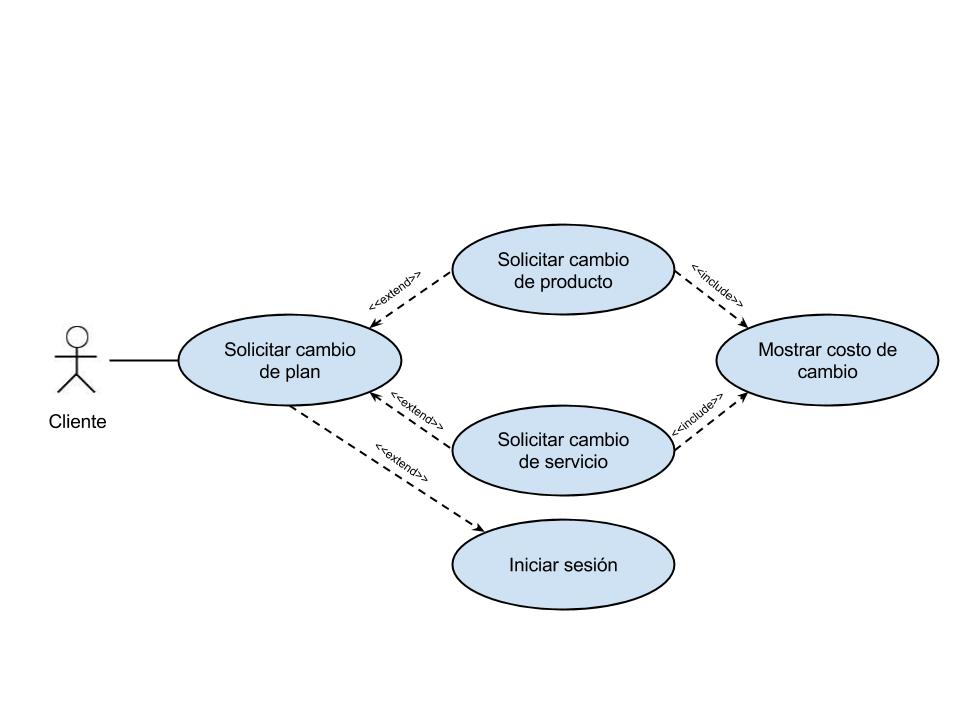 Solicitar cambio
de producto
<<extend>>
<<include>>
Solicitar cambio
de plan
Mostrar costo de
cambio
Cliente
<<extend>>
<<include>>
Solicitar cambio
de servicio
<<extend>>
Iniciar sesión